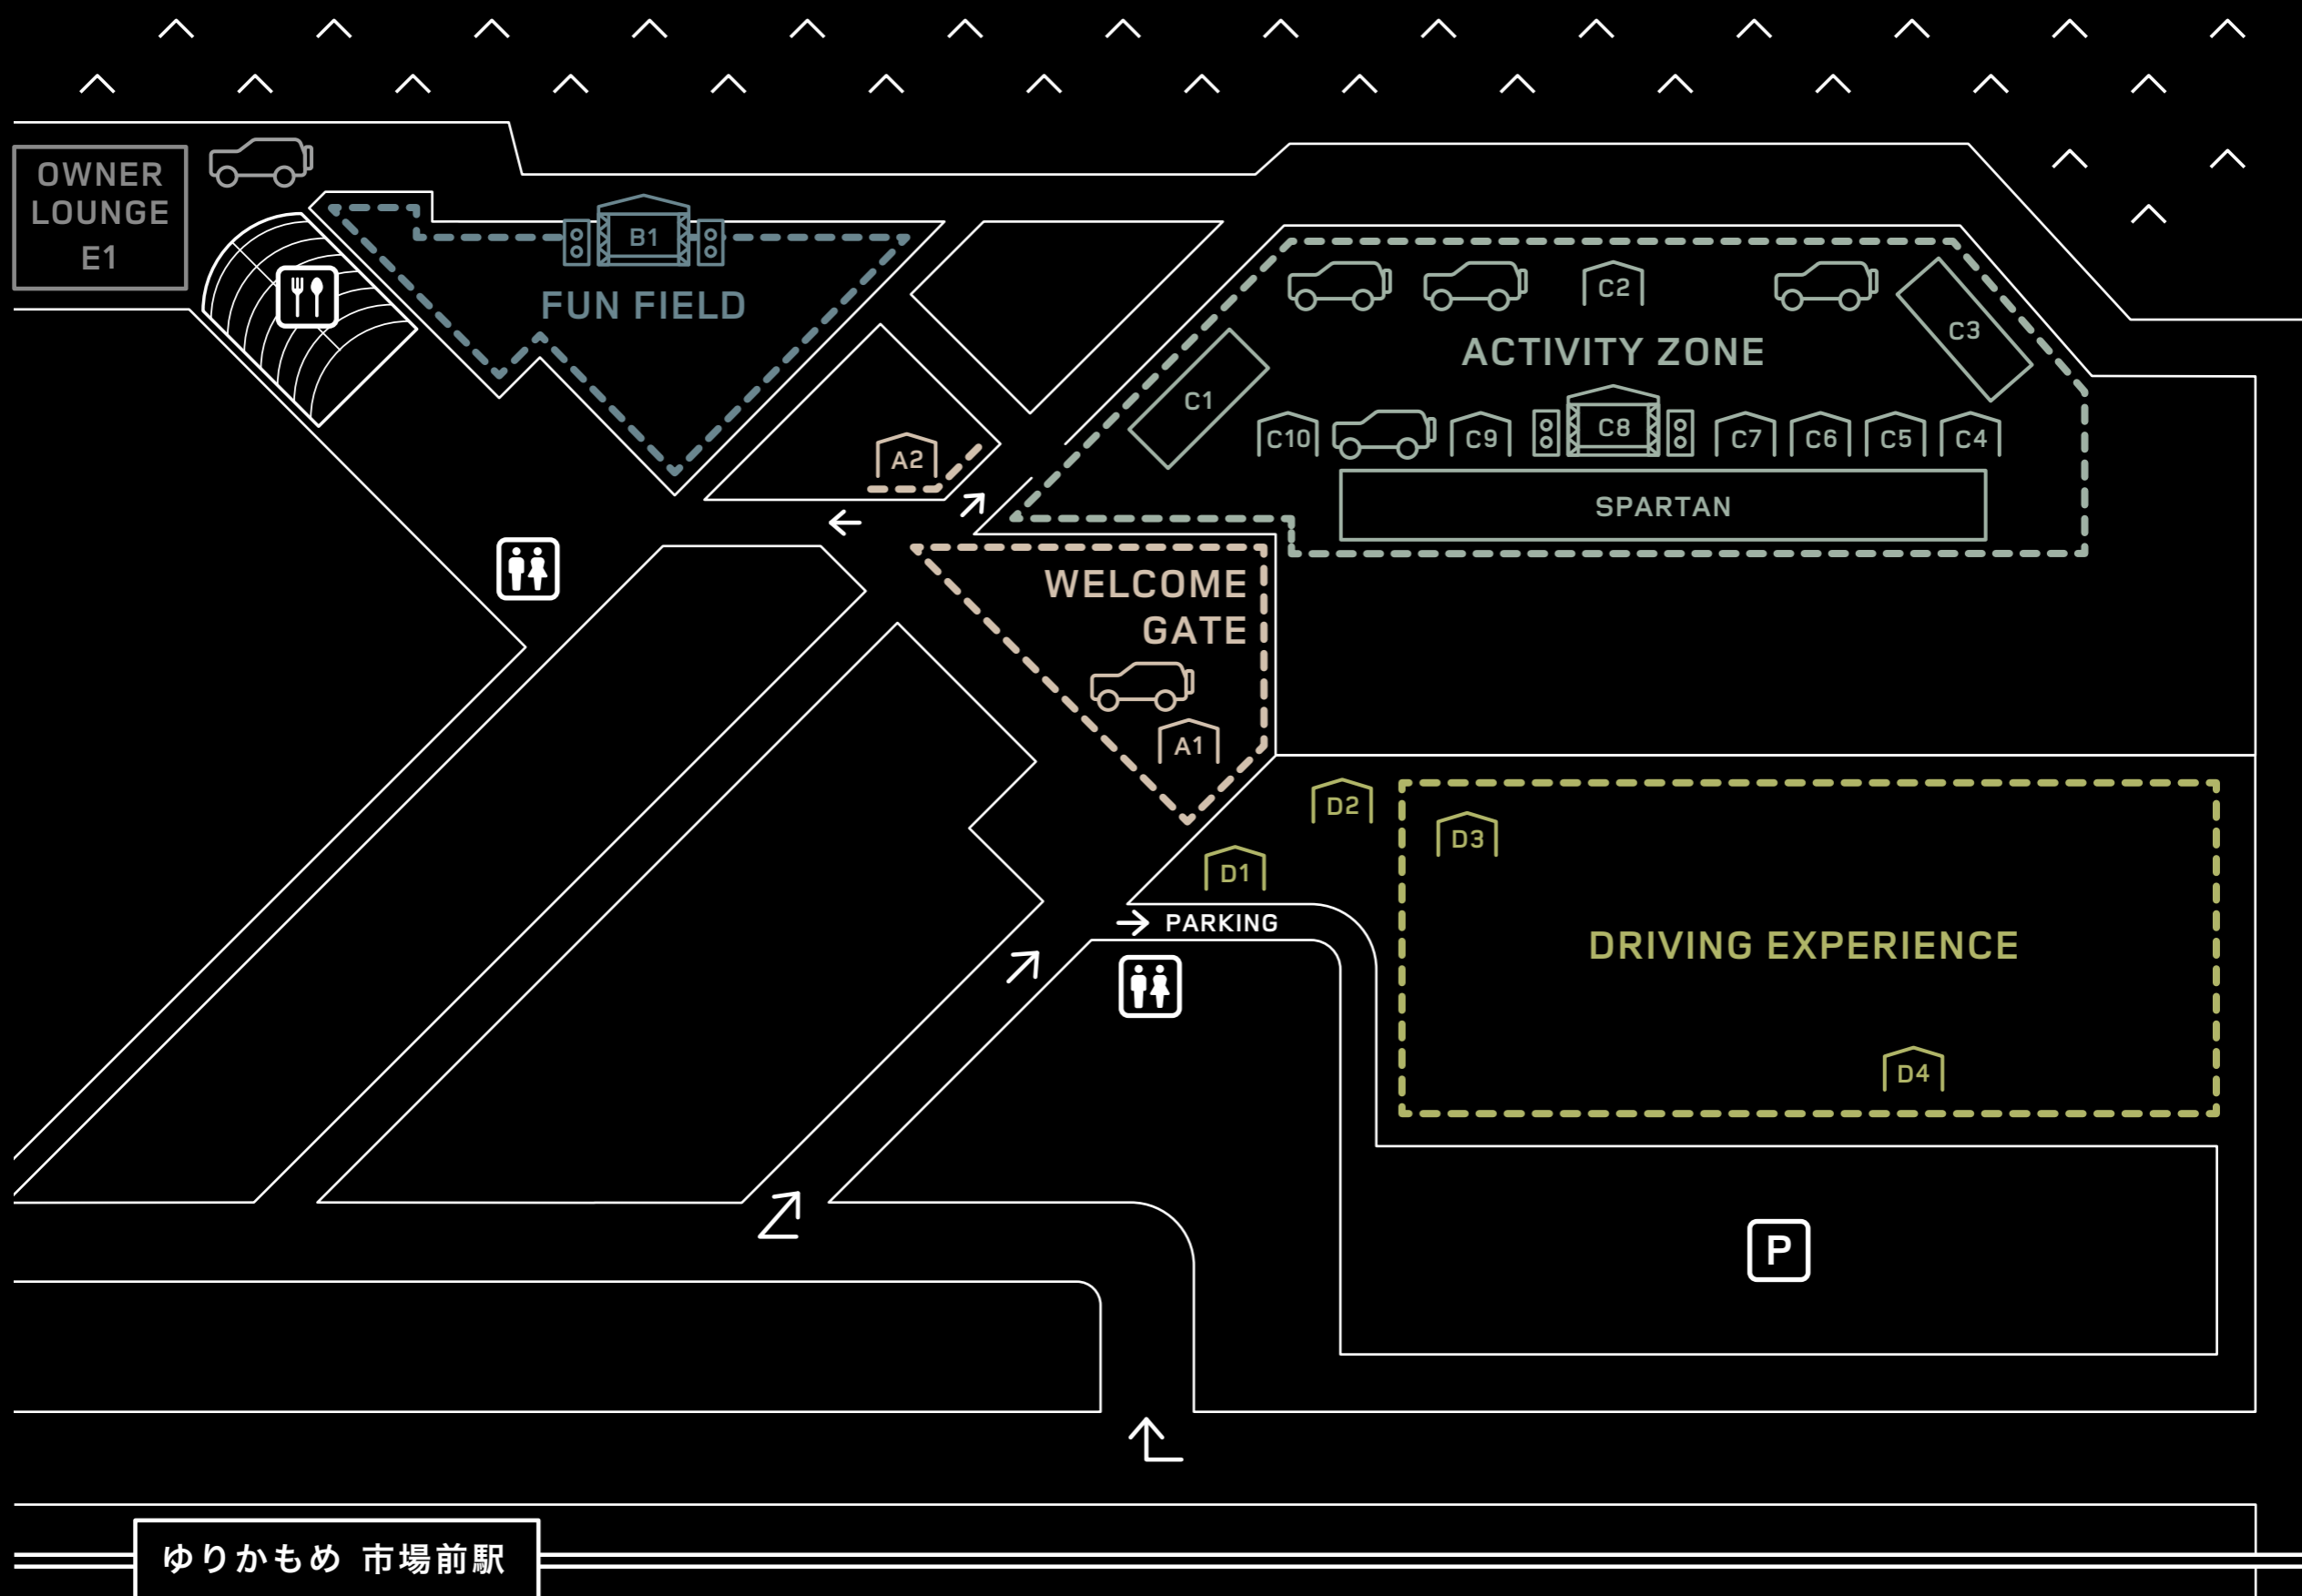 OWNER
LOUNGE
E1
B1
FUN FIELD
C2
C3
ACTIVITY ZONE
C1
C10
C9
C8
C7
C6
C5
C4
A2
SPARTAN
WELCOME
GATE
A1
D2
D3
D1
PARKING
DRIVING EXPERIENCE
D4
P
ゆりかもめ 市場前駅